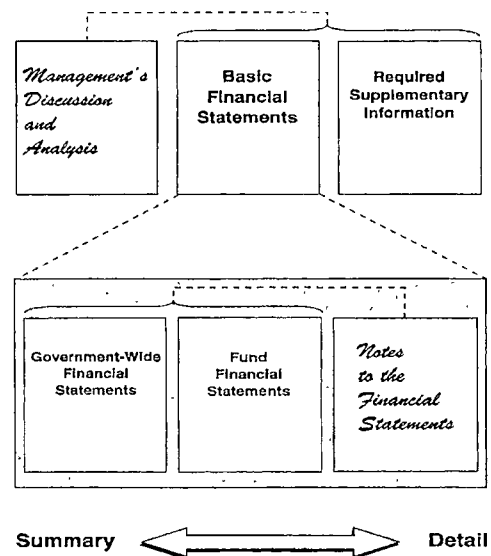 Management's
Discussion
and
Analysis
Basic
Financial
Statements
Required
Supplementary
Information
Government-Wide
Financial
Statements
Fund
Financial
Statements
Notes
to the
Financial
Statements
Summary
Detail